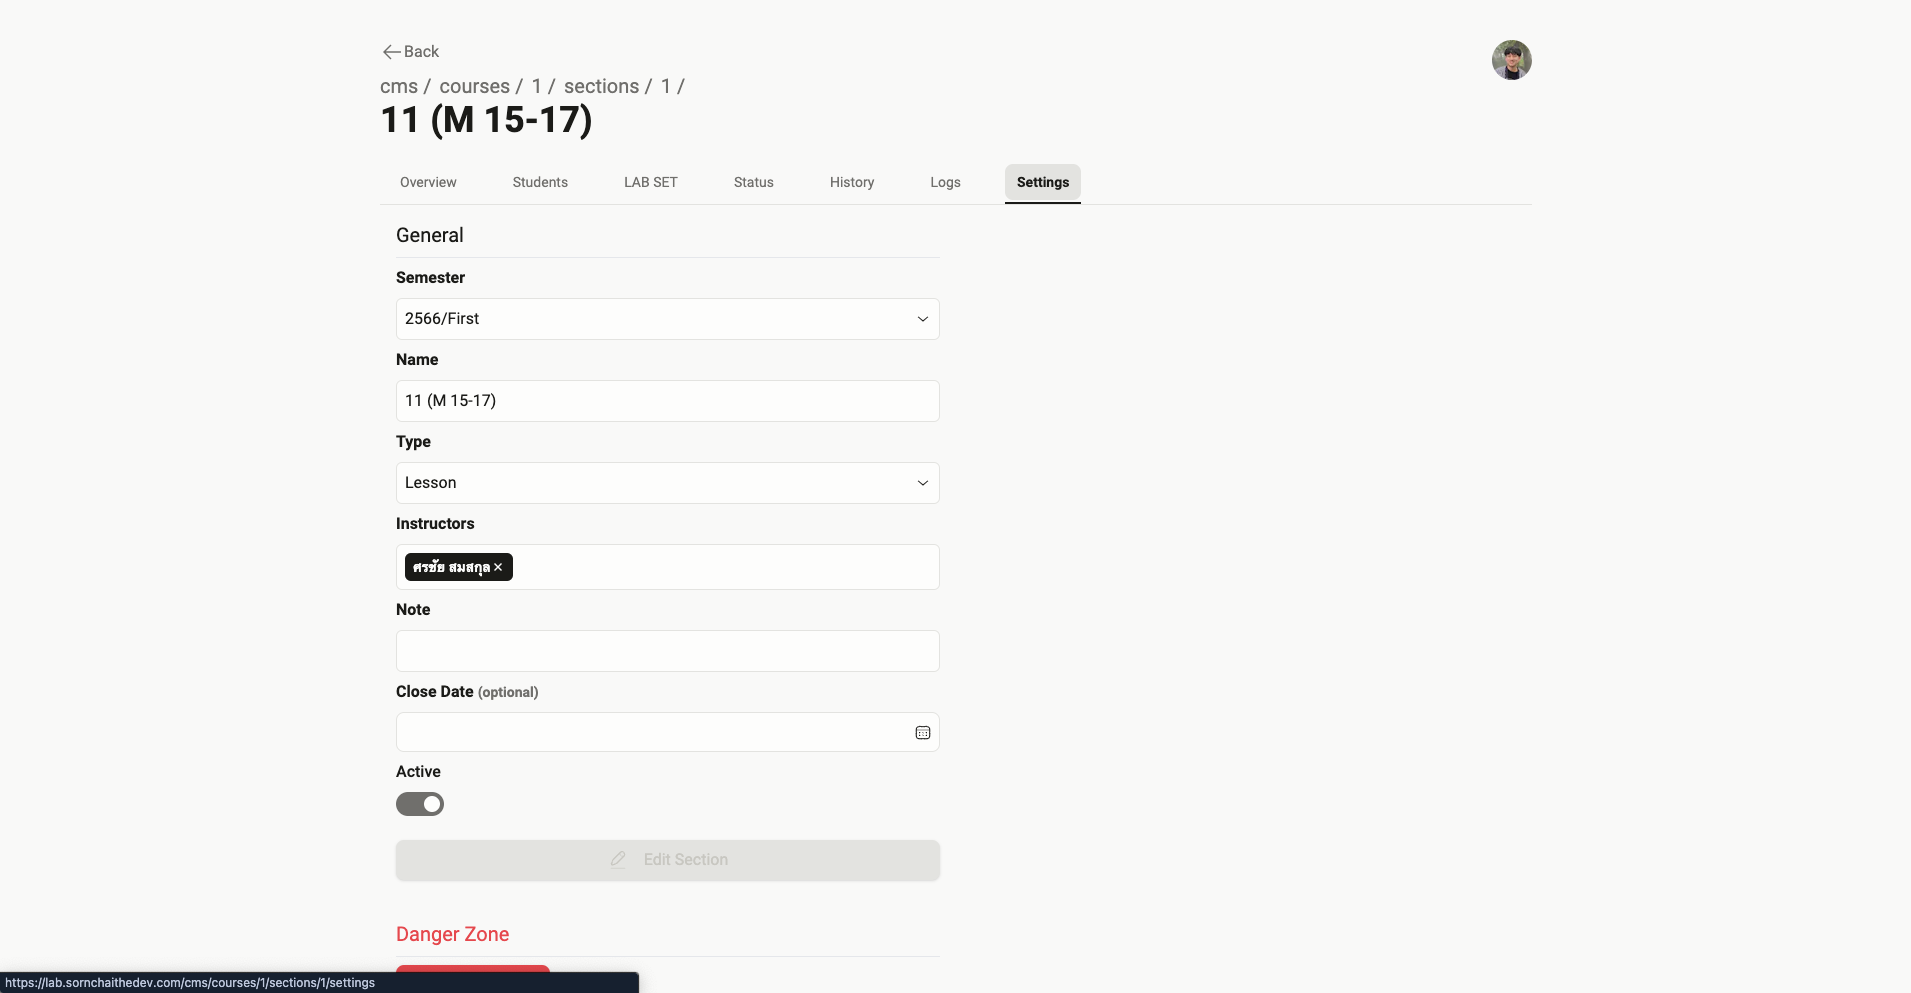 Back
cms / courses / 1 / sections / 1 /
11 (M 15-17)
Overview Students LAB SET Status History Logs Settings
General
Semester
2566/First
Name
11 (M 15-17)
Type
Lesson
Instructors
ศรชัย สมสกุล
Note
Close Date (optional)
Active
Edit Section
Danger Zone
https://lab.sornchaithedev.com/cms/courses/1/sections/1/settings